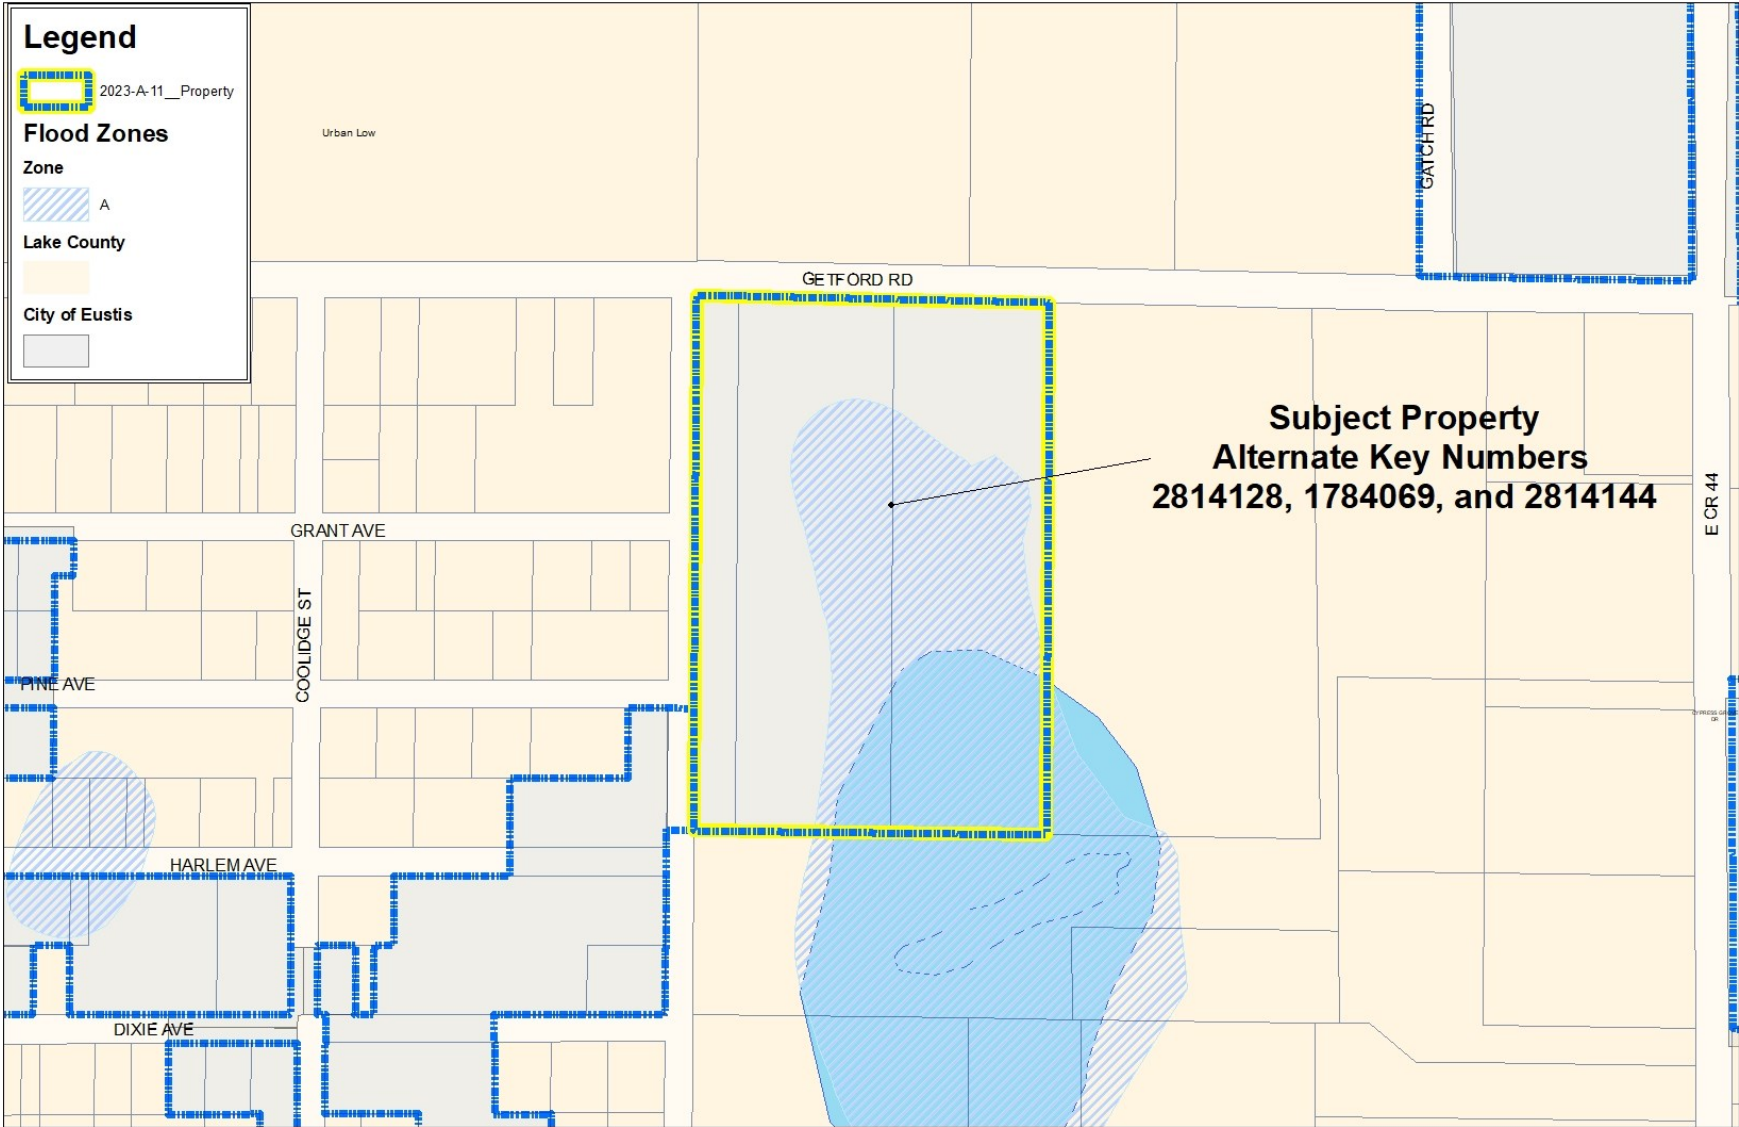 Legend
2023-A-11__Property
Flood Zones
Zone
A
Lake County
City of Eustis
Urban Low
GATCH RD
GETFORD RD
Subject Property
Alternate Key Numbers
2814128, 1784069, and 2814144
E CR 44
GRANT AVE
COOLIDGE ST
PINE AVE
HARLEM AVE
DIXIE AVE